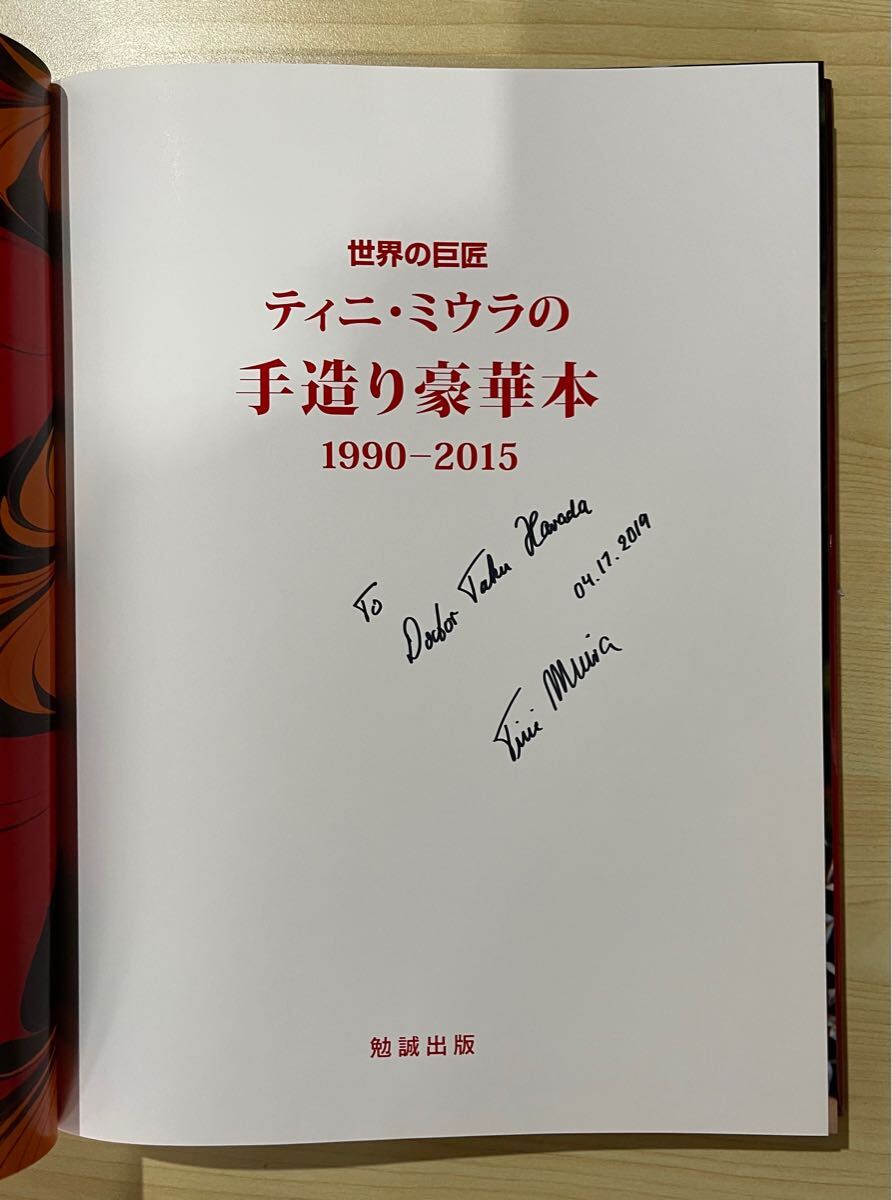 世界の巨匠
ティニ・ミウラの
手造り豪華本
1990-2015
To
Doctor Taku Harada
04.17.2019
Tini Miura
勉誠出版